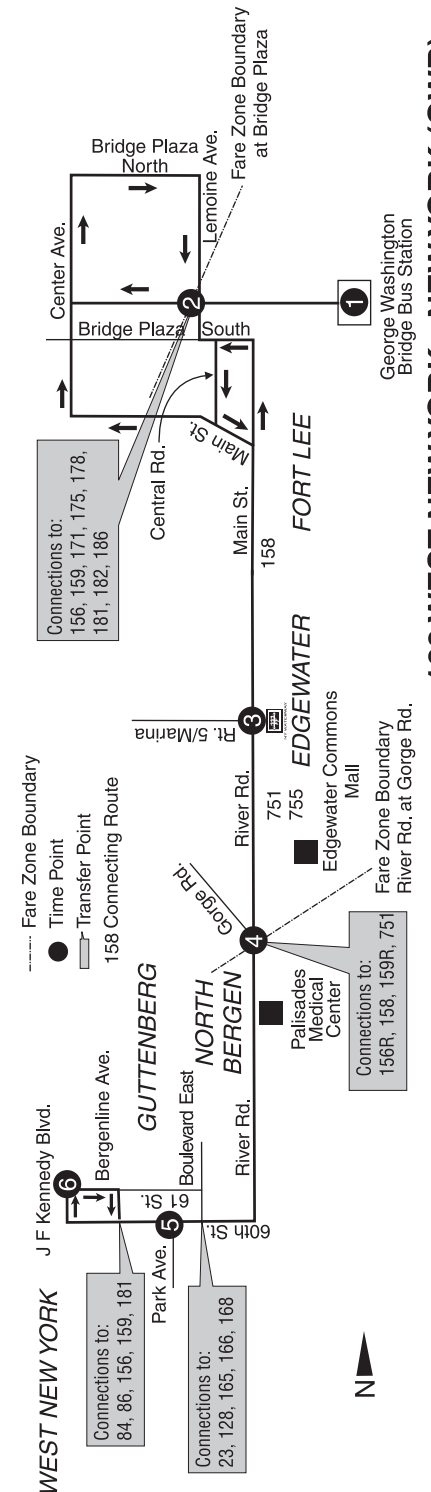 WEST NEW YORK
J F Kennedy Blvd.
6
Bergenline Ave.
Connections to:
84, 86, 156, 159, 181
Park Ave.
5
61 St.
60th St.
Boulevard East
Connections to:
23, 128, 165, 166, 168
N
GUTTENBERG
NORTH
BERGEN
River Rd.
Palisades
Medical
Center
Fare Zone Boundary
Time Point
Transfer Point
158 Connecting Route
Gorge Rd.
4
Connections to:
156R, 158, 159R, 751
Fare Zone Boundary
River Rd. at Gorge Rd.
River Rd.
751
755
Edgewater Commons
Mall
EDGEWATER
Rt. 5/Marina
3
Main St.
158
FORT LEE
Connections to:
156, 159, 171, 175, 178,
181, 182, 186
Central Rd.
Main St.
Center Ave.
Bridge Plaza
South
2
Bridge Plaza
North
Lemoine Ave.
Fare Zone Boundary
at Bridge Plaza
1
George Washington
Bridge Bus Station